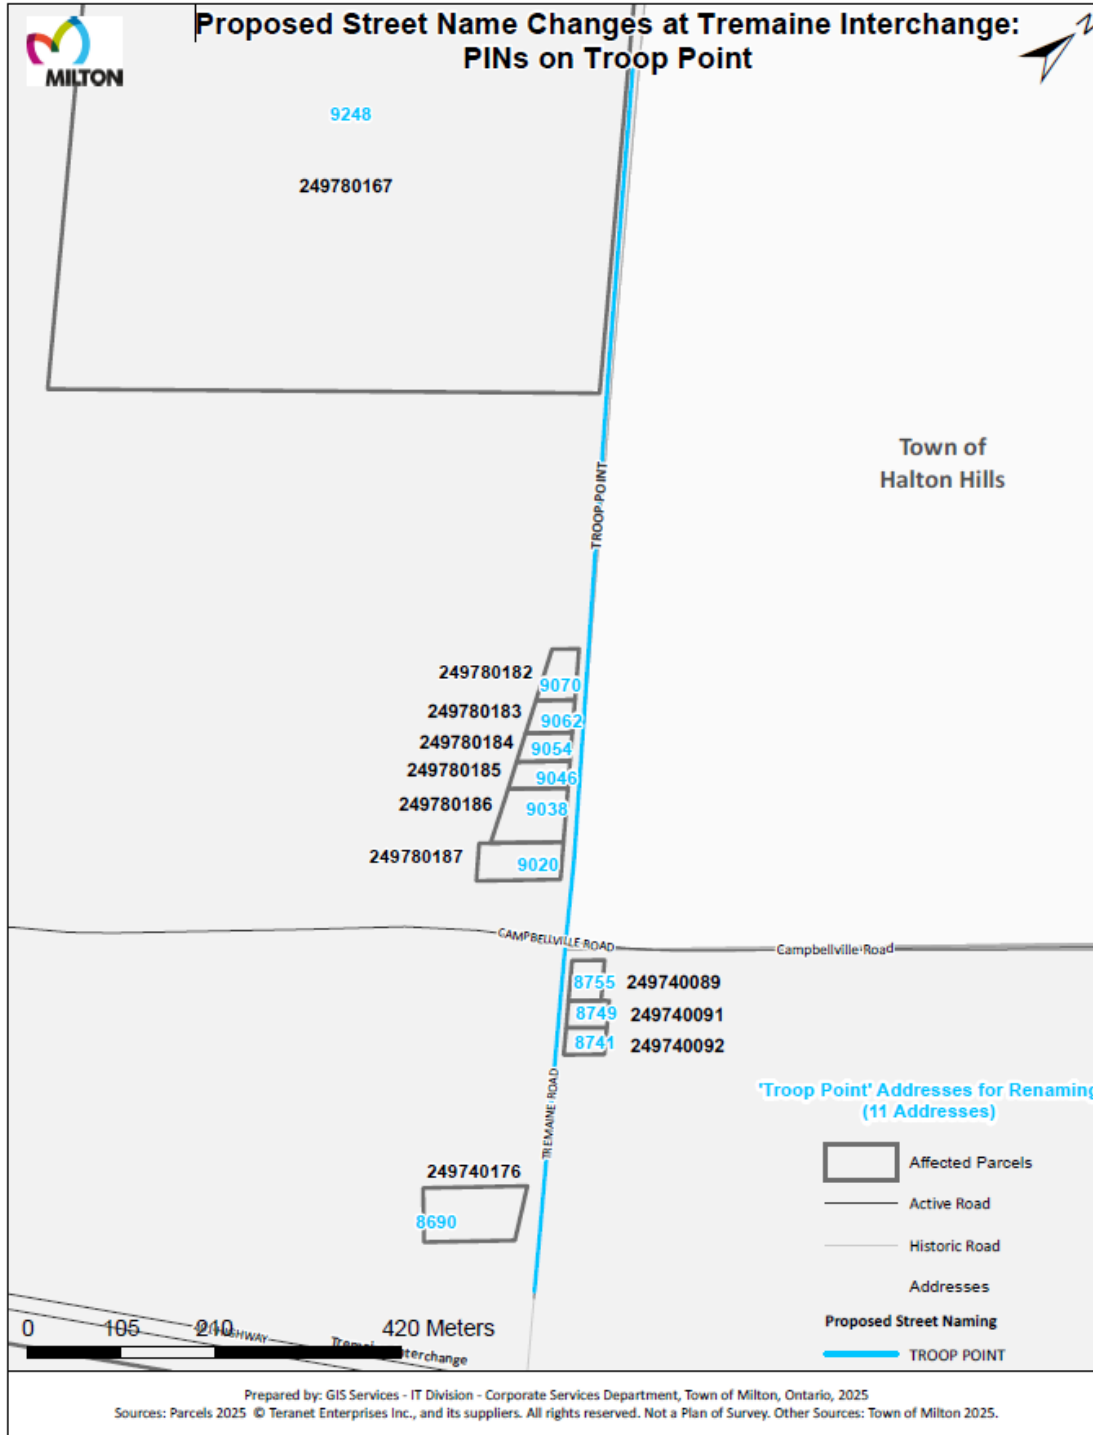 Proposed Street Name Changes at Tremaine Interchange:
PINs on Troop Point
MILTON
N
9248
249780167
Town of
Halton Hills
TROOP POINT
249780182
9070
249780183
9062
249780184
9054
249780185
9046
249780186
9038
249780187
9020
CAMPBELLVILLE ROAD
Campbellville Road
8755 249740089
8749 249740091
8741 249740092
TREMAINE ROAD
'Troop Point' Addresses for Renaming
(11 Addresses)
249740176
8690
Affected Parcels
Active Road
Historic Road
Addresses
Proposed Street Naming
TROOP POINT
0 105 210 420 Meters
401 HIGHWAY
Interchange
Prepared by: GIS Services - IT Division - Corporate Services Department, Town of Milton, Ontario, 2025
Sources: Parcels 2025 © Teranet Enterprises Inc., and its suppliers. All rights reserved. Not a Plan of Survey. Other Sources: Town of Milton 2025.